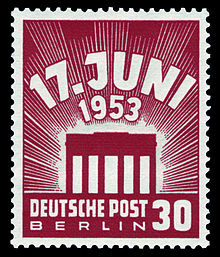 17. JUNI
1953
DEUTSCHE POST
BERLIN 30